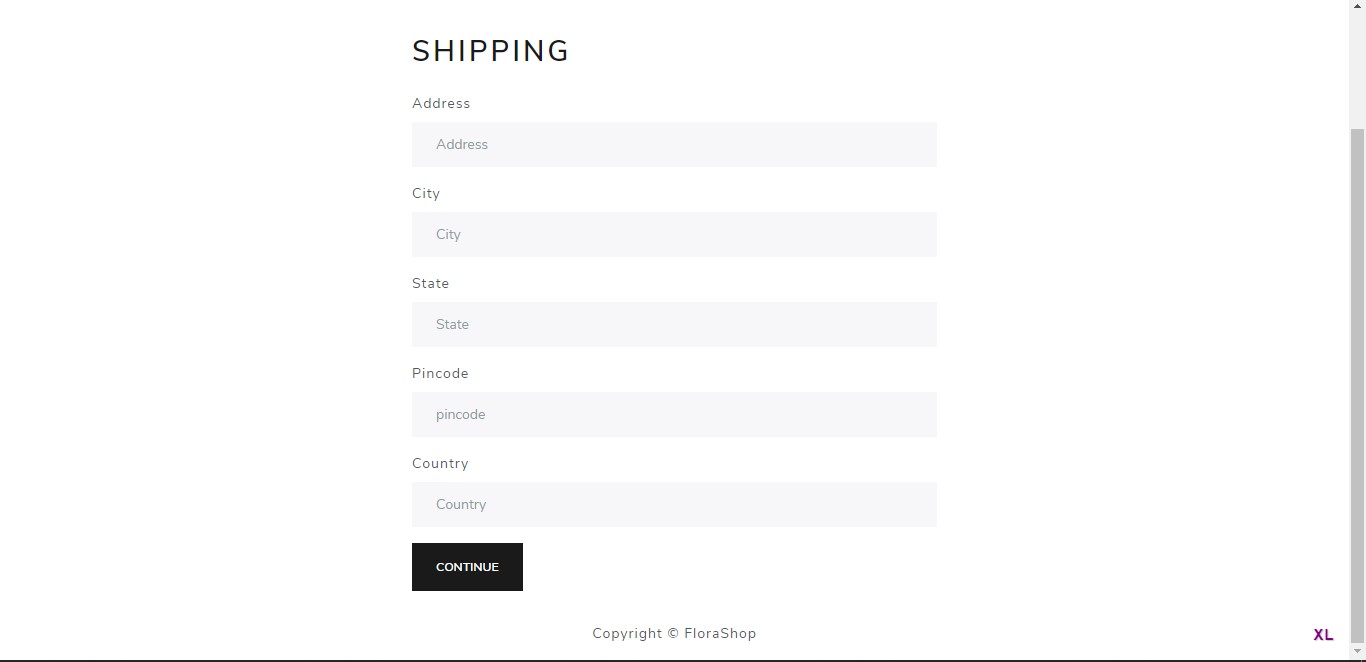 SHIPPING
Address
Address
City
City
State
State
Pincode
pincode
Country
Country
CONTINUE
Copyright © FloraShop
XL